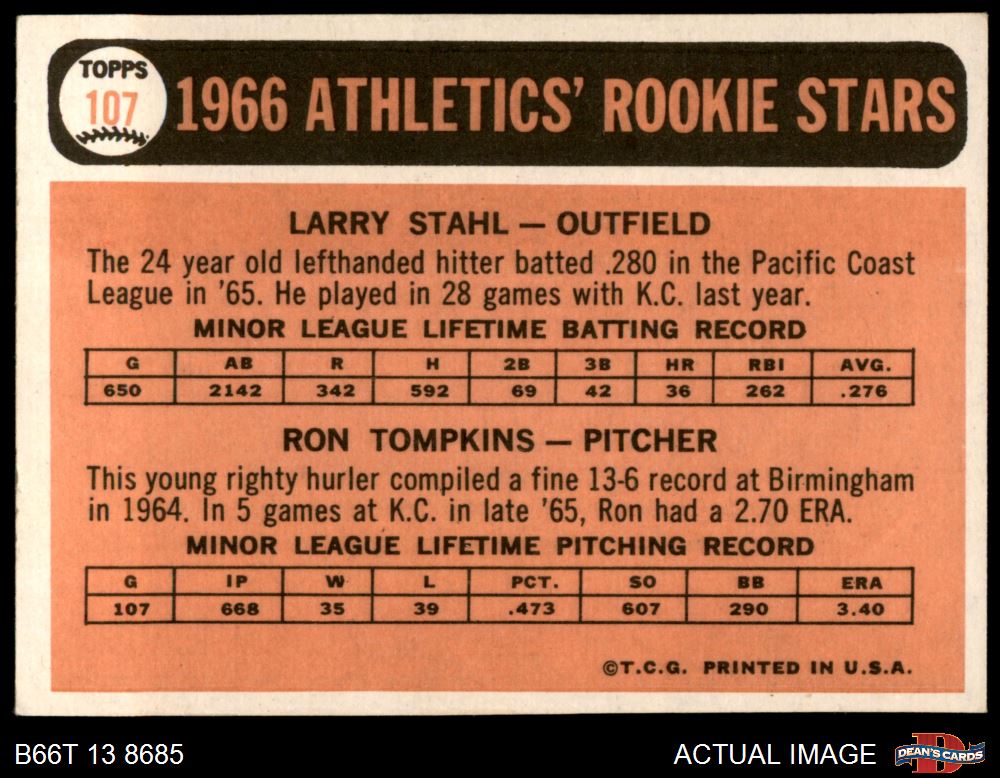 TOPPS
107
1966 ATHLETICS' ROOKIE STARS
LARRY STAHL — OUTFIELD
The 24 year old lefthanded hitter batted .280 in the Pacific Coast
League in '65. He played in 28 games with K.C. last year.
MINOR LEAGUE LIFETIME BATTING RECORD
G AB R H 2B 3B HR RBI AVG.
650 2142 342 592 69 42 36 262 .276
RON TOMPKINS — PITCHER
This young righty hurler compiled a fine 13-6 record at Birmingham
in 1964. In 5 games at K.C. in late '65, Ron had a 2.70 ERA.
MINOR LEAGUE LIFETIME PITCHING RECORD
G IP W L PCT. SO BB ERA
107 668 35 39 .473 607 290 3.40
©T.C.G. PRINTED IN U.S.A.
B66T 13 8685
ACTUAL IMAGE
DEAN'S CARDS